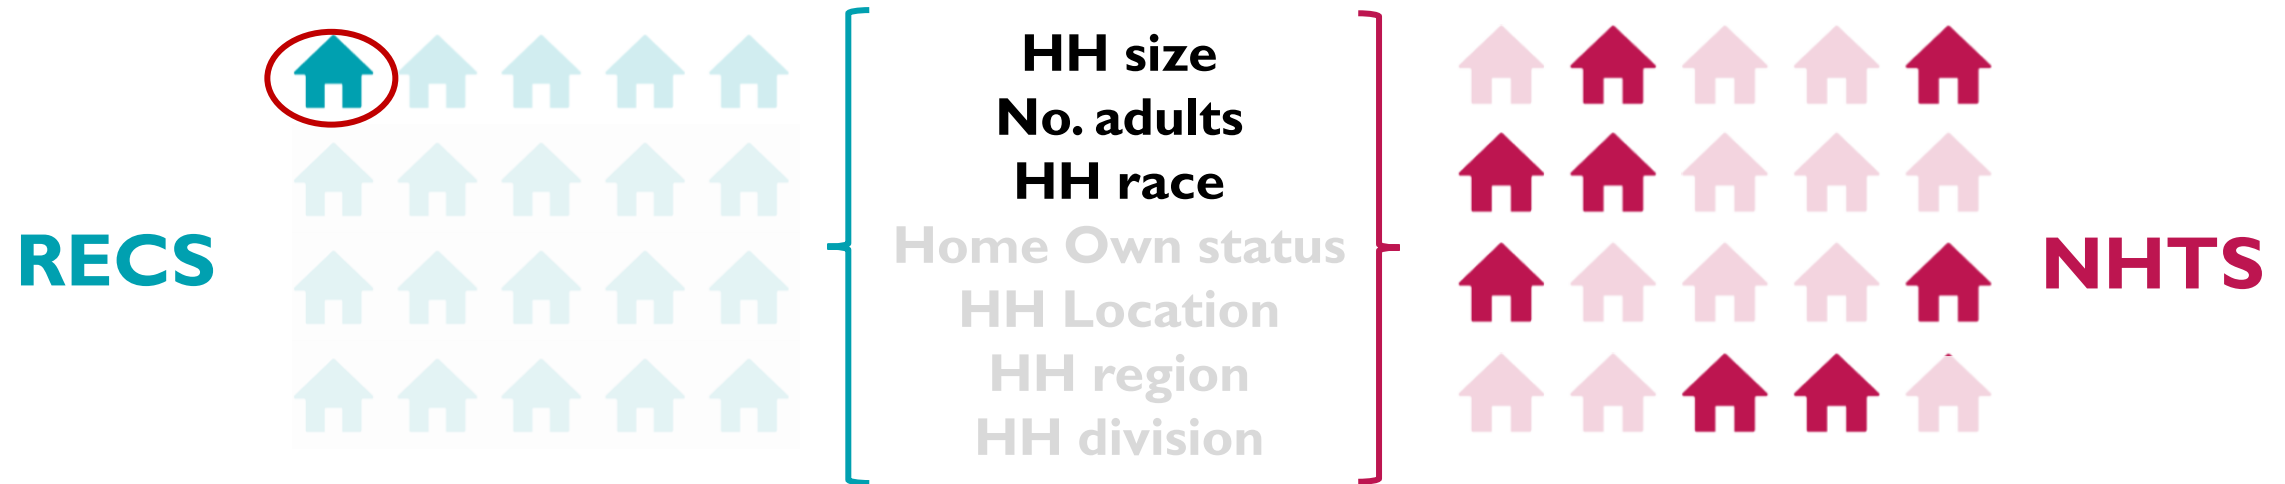 RECS
HH size
No. adults
HH race
Home Own status
HH Location
HH region
HH division
NHTS